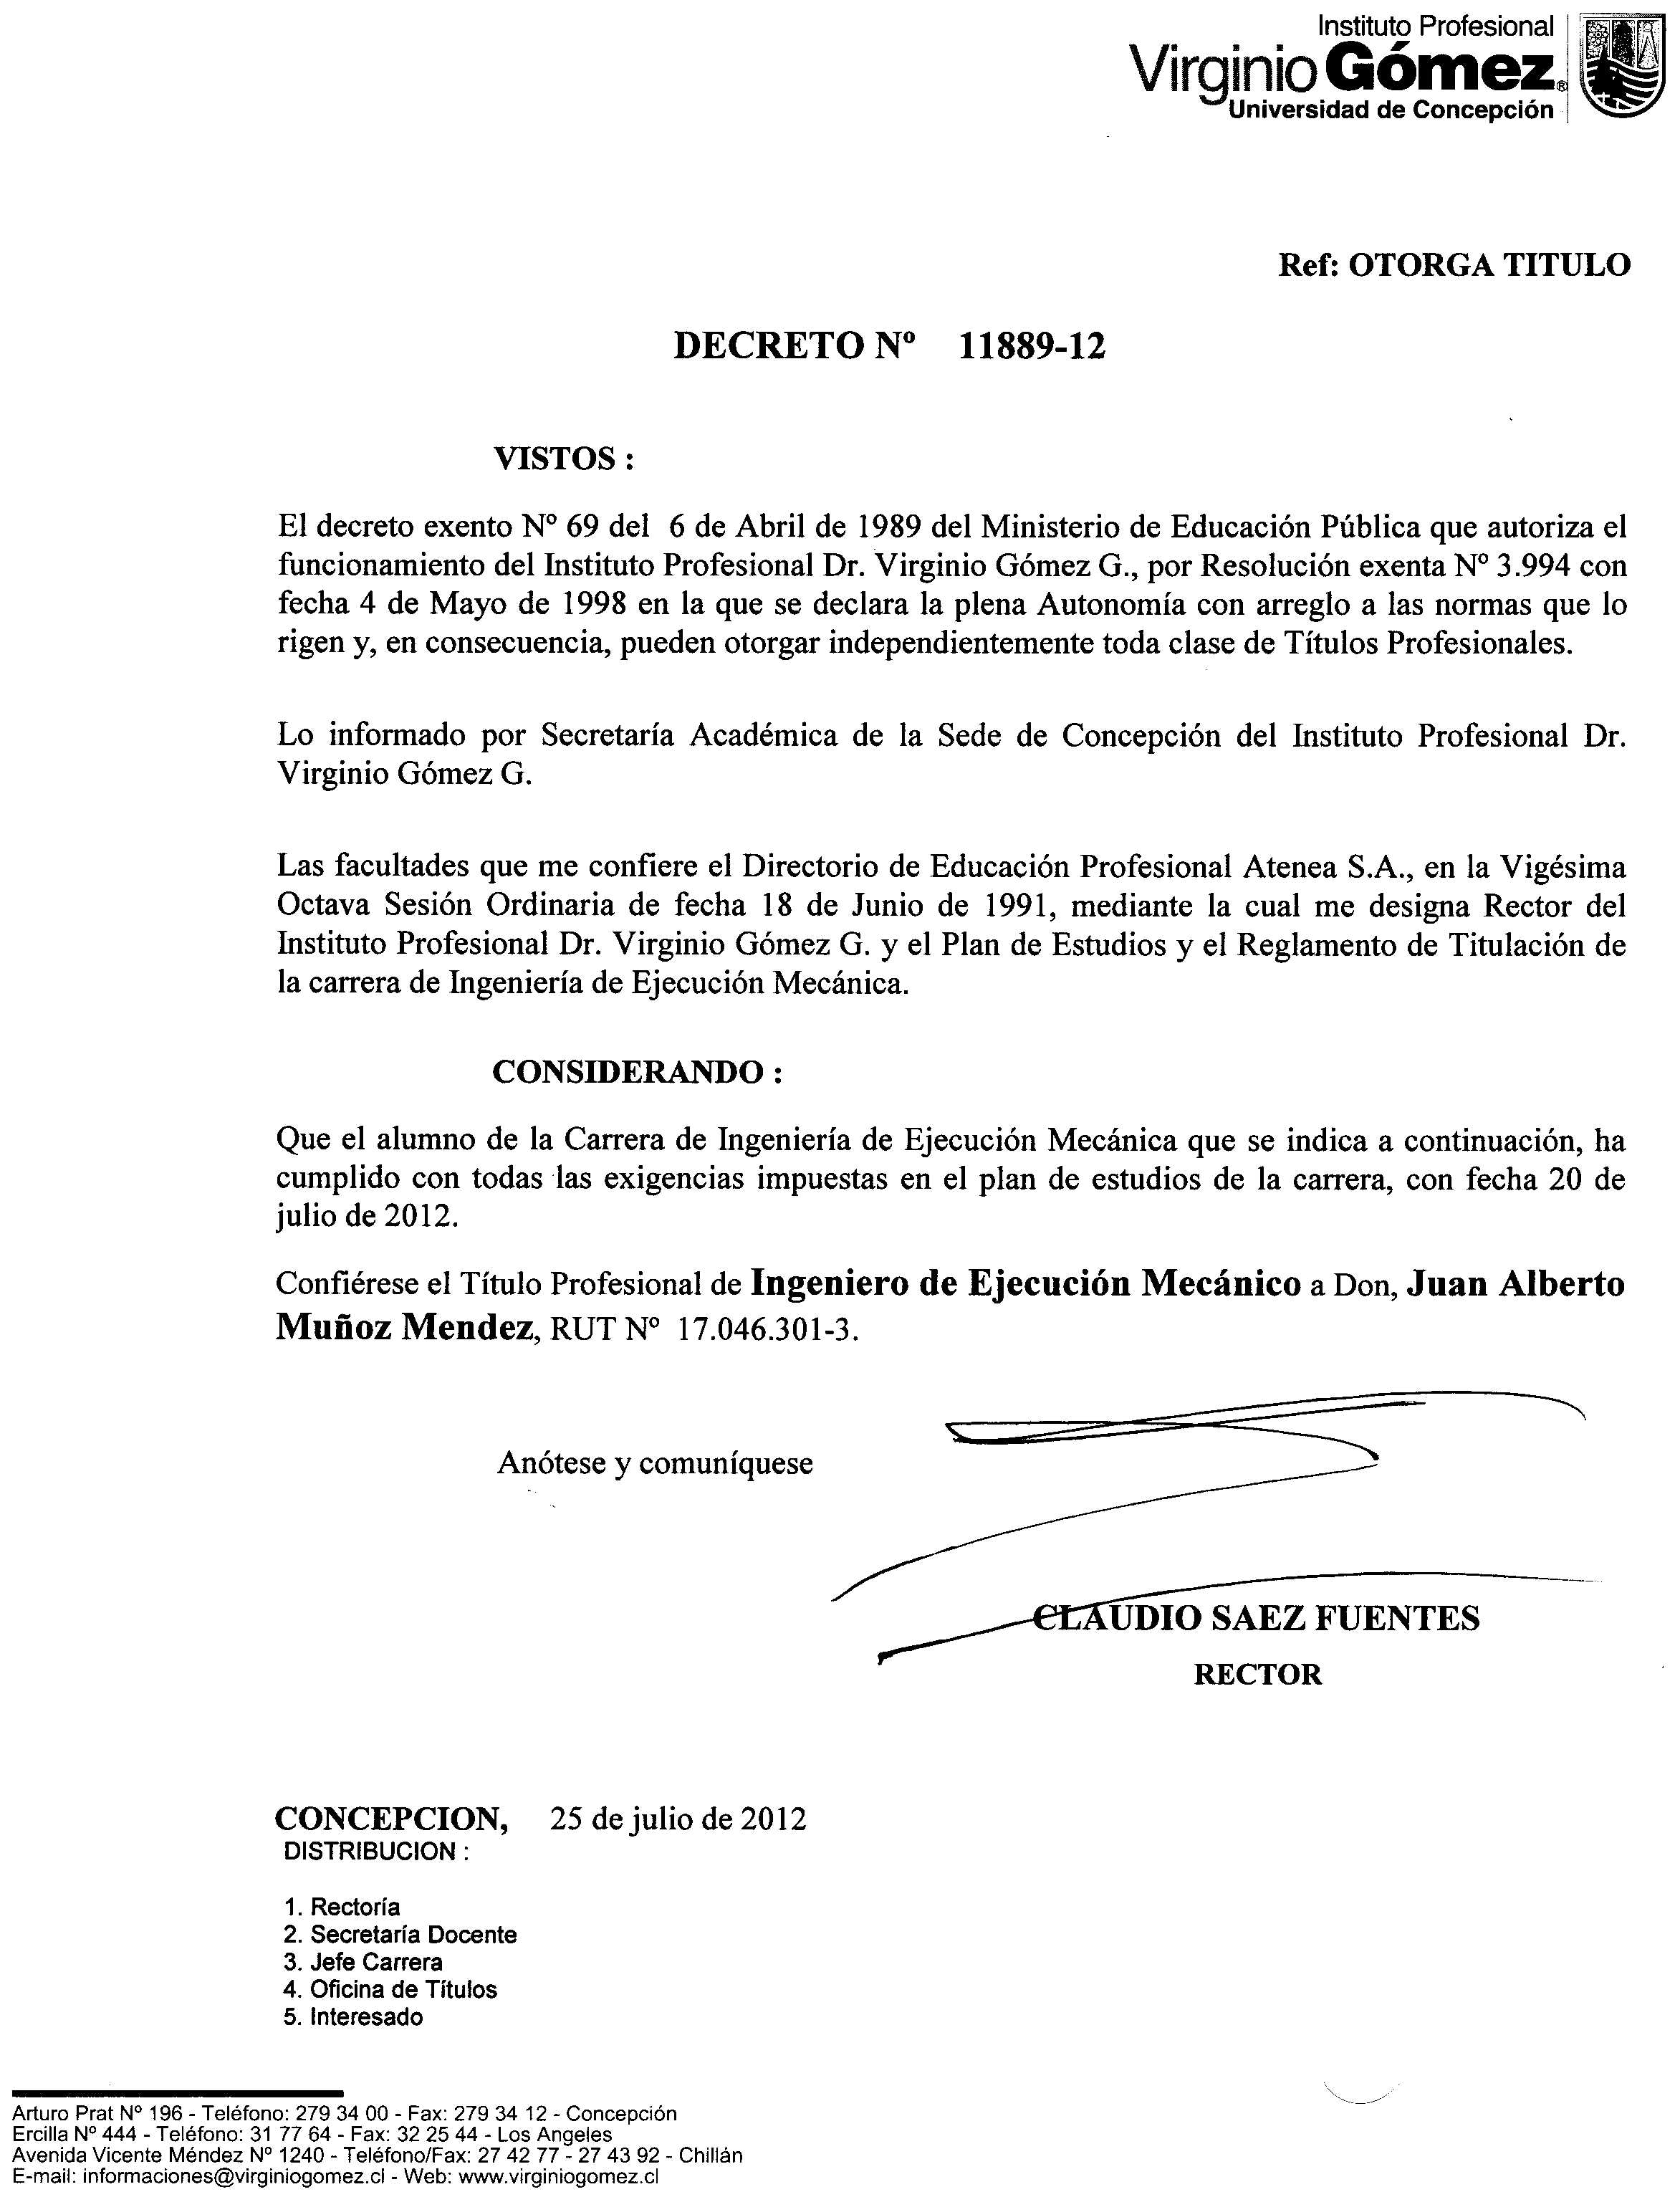 Instituto Profesional
Virginio Gómez®
Universidad de Concepción
Ref: OTORGA TITULO
DECRETO Nº 11889-12
VISTOS :
El decreto exento Nº 69 del 6 de Abril de 1989 del Ministerio de Educación Pública que autoriza el
funcionamiento del Instituto Profesional Dr. Virginio Gómez G., por Resolución exenta Nº 3.994 con
fecha 4 de Mayo de 1998 en la que se declara la plena Autonomía con arreglo a las normas que lo
rigen y, en consecuencia, pueden otorgar independientemente toda clase de Títulos Profesionales.
Lo informado por Secretaría Académica de la Sede de Concepción del Instituto Profesional Dr.
Virginio Gómez G.
Las facultades que me confiere el Directorio de Educación Profesional Atenea S.A., en la Vigésima
Octava Sesión Ordinaria de fecha 18 de Junio de 1991, mediante la cual me designa Rector del
Instituto Profesional Dr. Virginio Gómez G. y el Plan de Estudios y el Reglamento de Titulación de
la carrera de Ingeniería de Ejecución Mecánica.
CONSIDERANDO :
Que el alumno de la Carrera de Ingeniería de Ejecución Mecánica que se indica a continuación, ha
cumplido con todas las exigencias impuestas en el plan de estudios de la carrera, con fecha 20 de
julio de 2012.
Confiérese el Título Profesional de Ingeniero de Ejecución Mecánico a Don, Juan Alberto
Muñoz Mendez, RUT Nº 17.046.301-3.
Anótese y comuníquese
CLAUDIO SAEZ FUENTES
RECTOR
CONCEPCION, 25 de julio de 2012
DISTRIBUCION :
1. Rectoría
2. Secretaría Docente
3. Jefe Carrera
4. Oficina de Títulos
5. Interesado
Arturo Prat Nº 196 - Teléfono: 279 34 00 - Fax: 279 34 12 - Concepción
Ercilla Nº 444 - Teléfono: 31 77 64 - Fax: 32 25 44 - Los Angeles
Avenida Vicente Méndez Nº 1240 - Teléfono/Fax: 27 42 77 - 27 43 92 - Chillán
E-mail: informaciones@virginiogomez.cl - Web: www.virginiogomez.cl